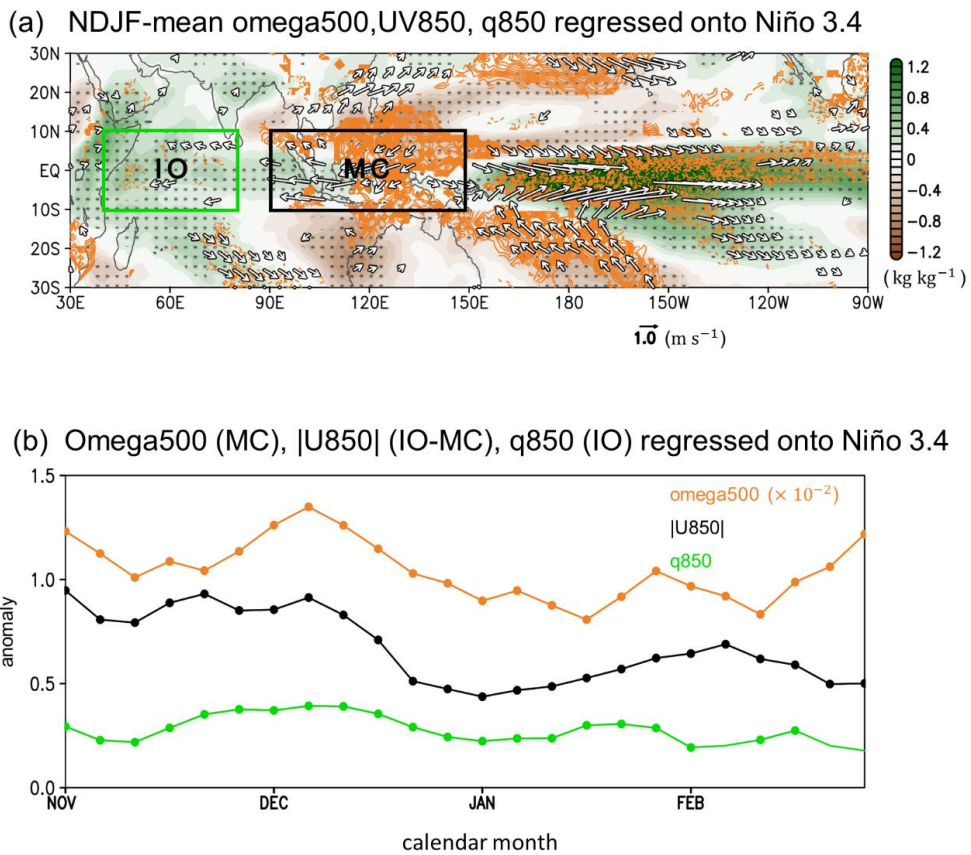 (a) NDJF-mean omega500,UV850, q850 regressed onto Niño 3.4
30N
20N
10N
EQ
10S
20S
30S
IO
MC
30E 60E 90E 120E 150E 180 150W 120W 90W
1.2
0.8
0.4
0
−0.4
−0.8
−1.2
(kg kg⁻¹)
1.0 (m s⁻¹)
(b) Omega500 (MC), |U850| (IO-MC), q850 (IO) regressed onto Niño 3.4
1.5
1.0
0.5
0.0
anomaly
omega500 (× 10⁻²)
|U850|
q850
NOV DEC JAN FEB
calendar month